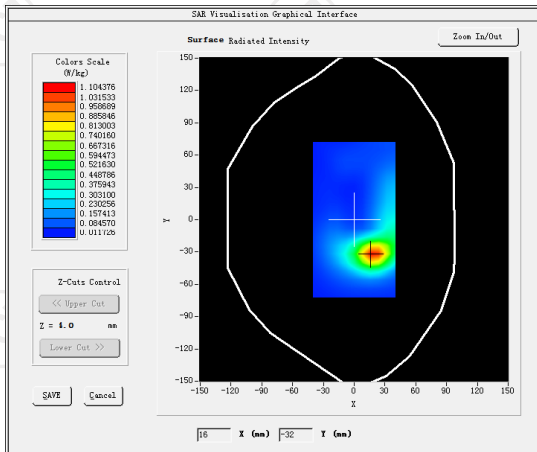 SAR Visualisation Graphical Interface
Surface Radiated Intensity
Zoom In/Out
Colors Scale
(W/kg)
1.104376
1.031533
0.958689
0.885846
0.813003
0.740160
0.667316
0.594473
0.521630
0.448786
0.375943
0.303100
0.230256
0.157413
0.084570
0.011726
150
120
90
60
30
0
-30
-60
-90
-120
-150
Y
-150 -120 -90 -60 -30 0 30 60 90 120 150
X
Z-Cuts Control
<< Upper Cut
Z = 4.0 mm
Lower Cut >>
SAVE
Cancel
16 X (mm) -32 Y (mm)